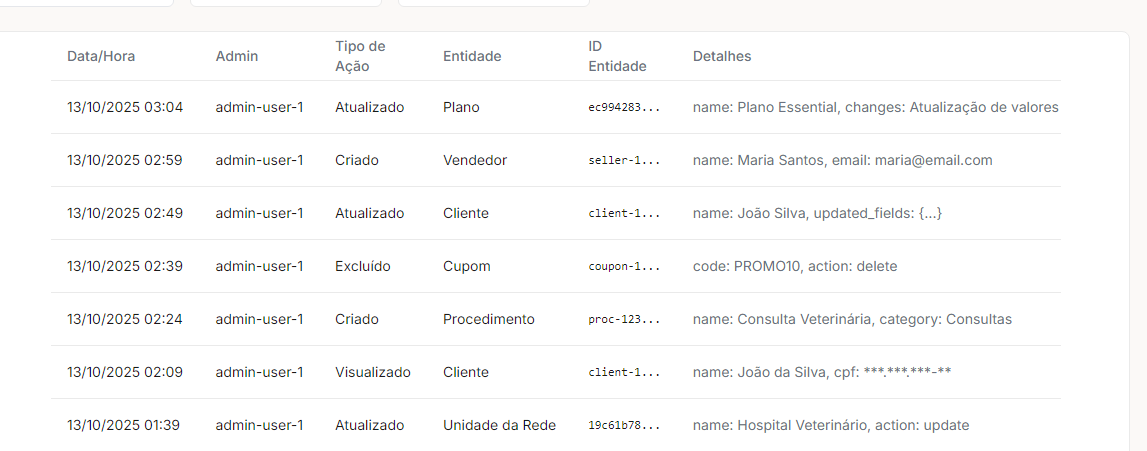 Data/Hora Admin Tipo de Ação Entidade ID Entidade Detalhes
13/10/2025 03:04 admin-user-1 Atualizado Plano ec994283... name: Plano Essential, changes: Atualização de valores
13/10/2025 02:59 admin-user-1 Criado Vendedor seller-1... name: Maria Santos, email: maria@email.com
13/10/2025 02:49 admin-user-1 Atualizado Cliente client-1... name: João Silva, updated_fields: {...}
13/10/2025 02:39 admin-user-1 Excluído Cupom coupon-1... code: PROMO10, action: delete
13/10/2025 02:24 admin-user-1 Criado Procedimento proc-123... name: Consulta Veterinária, category: Consultas
13/10/2025 02:09 admin-user-1 Visualizado Cliente client-1... name: João da Silva, cpf: ***.***.***-**
13/10/2025 01:39 admin-user-1 Atualizado Unidade da Rede 19c61b78... name: Hospital Veterinário, action: update